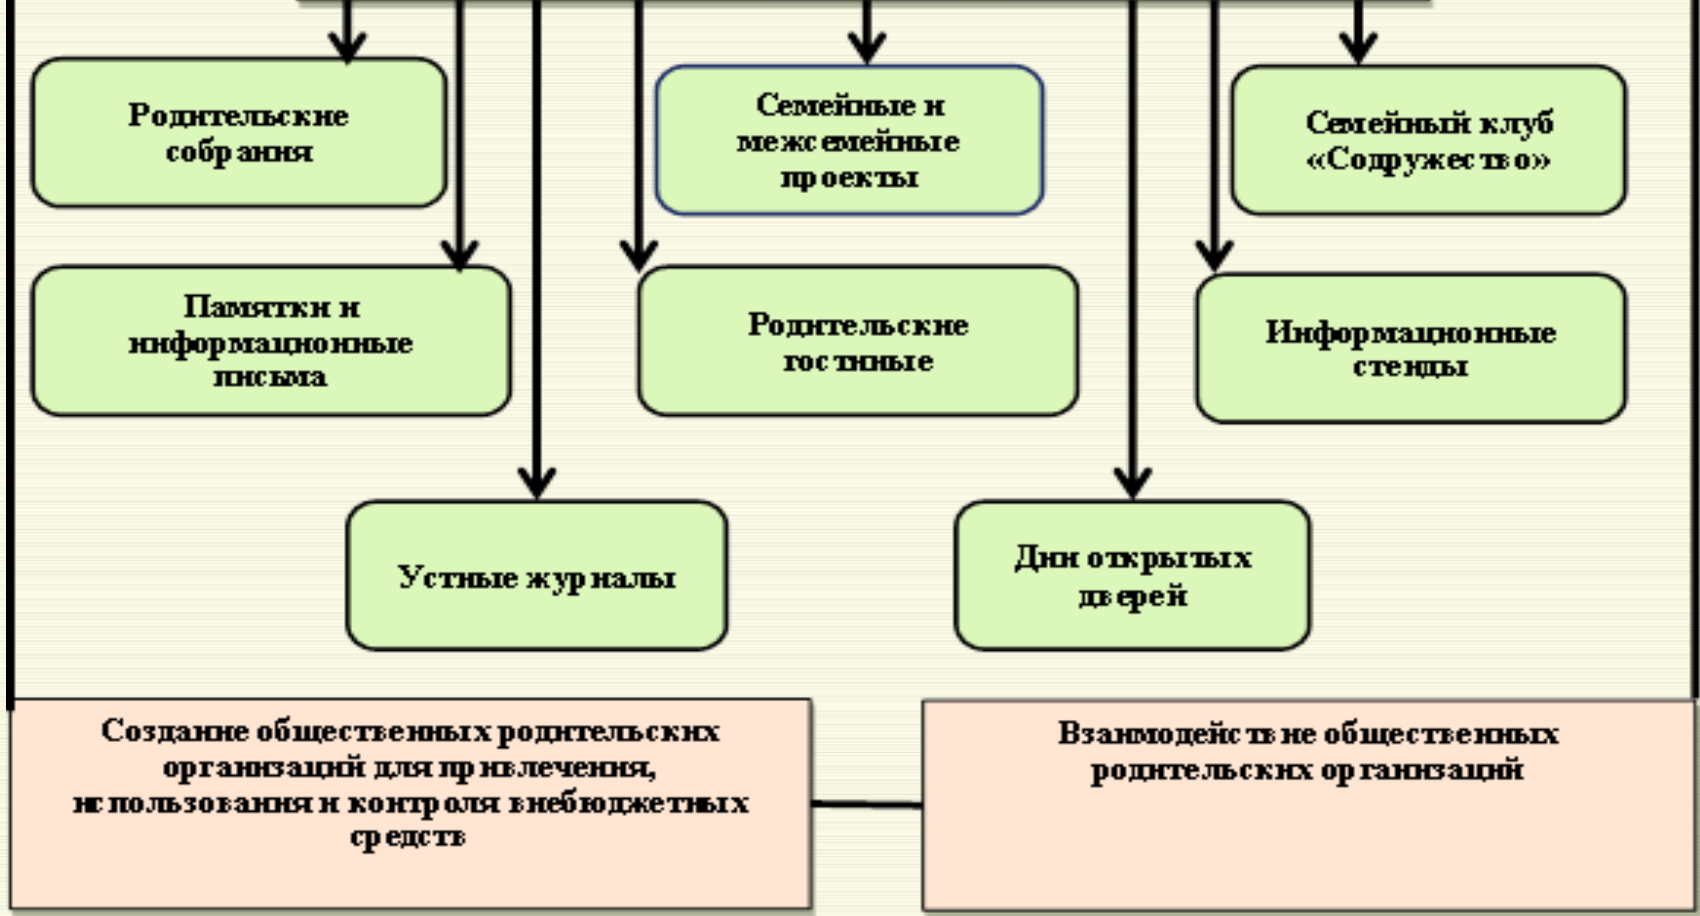 Родительские
собрания
Семейные и
межсемейные
проекты
Семейный клуб
«Содружество»
Памятки и
информационные
письма
Родительские
гостиные
Информационные
стенды
Устные журналы
Дни открытых
дверей
Создание общественных родительских
организаций для привлечения,
использования и контроля внебюджетных
средств
Взаимодействие общественных
родительских организаций